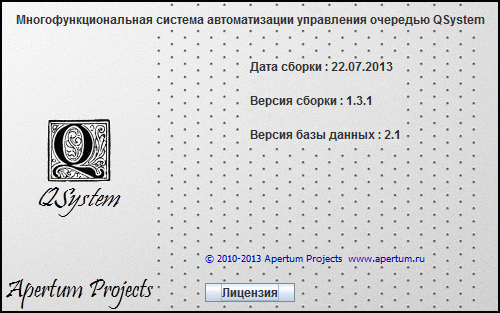 Многофункциональная система автоматизации управления очередью QSystem
Дата сборки : 22.07.2013
Версия сборки : 1.3.1
Версия базы данных : 2.1
Q
QSystem
© 2010-2013 Apertum Projects www.apertum.ru
Apertum Projects
Лицензия